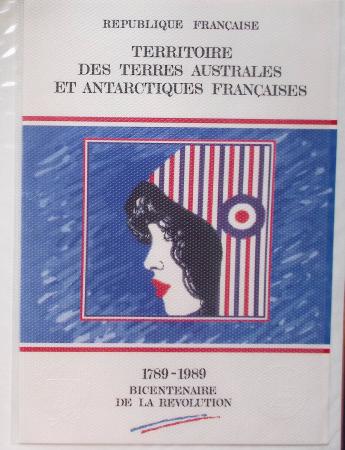 REPUBLIQUE FRANÇAISE
TERRITOIRE
DES TERRES AUSTRALES
ET ANTARCTIQUES FRANÇAISES
1789-1989
BICENTENAIRE
DE LA REVOLUTION